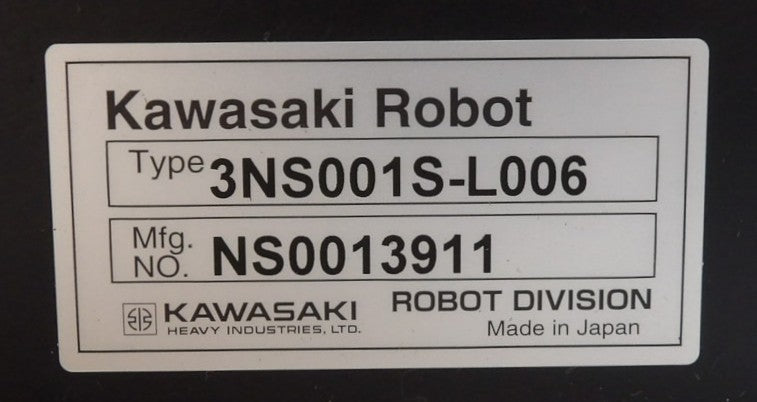 Kawasaki Robot
Type 3NS001S-L006
Mfg.
NO. NS0013911
KAWASAKI
HEAVY INDUSTRIES, LTD.
ROBOT DIVISION
Made in Japan